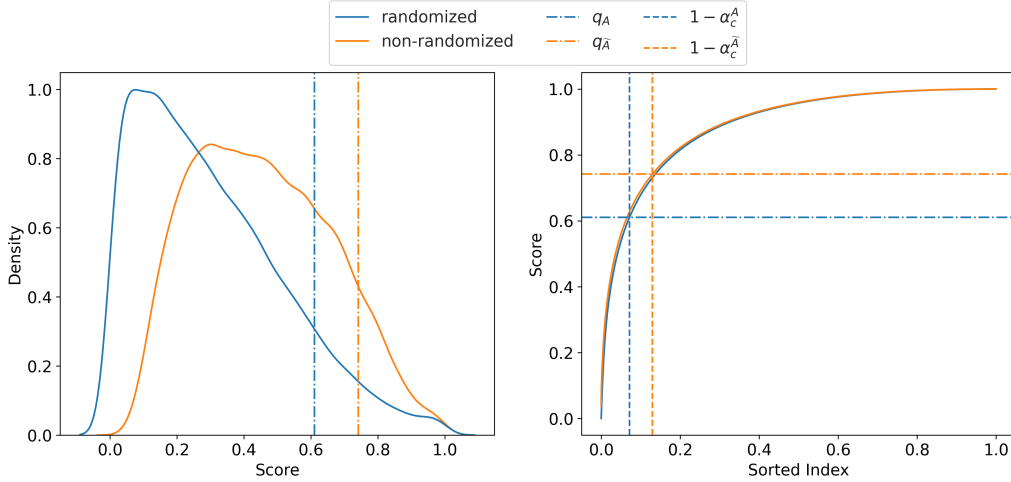 randomized
non-randomized
q_A
q_Ã
1 − α_c^A
1 − α_c^Ã
1.0
0.8
0.6
0.4
0.2
0.0
Density
0.0 0.2 0.4 0.6 0.8 1.0
Score
1.0
0.8
0.6
0.4
0.2
0.0
Score
0.0 0.2 0.4 0.6 0.8 1.0
Sorted Index